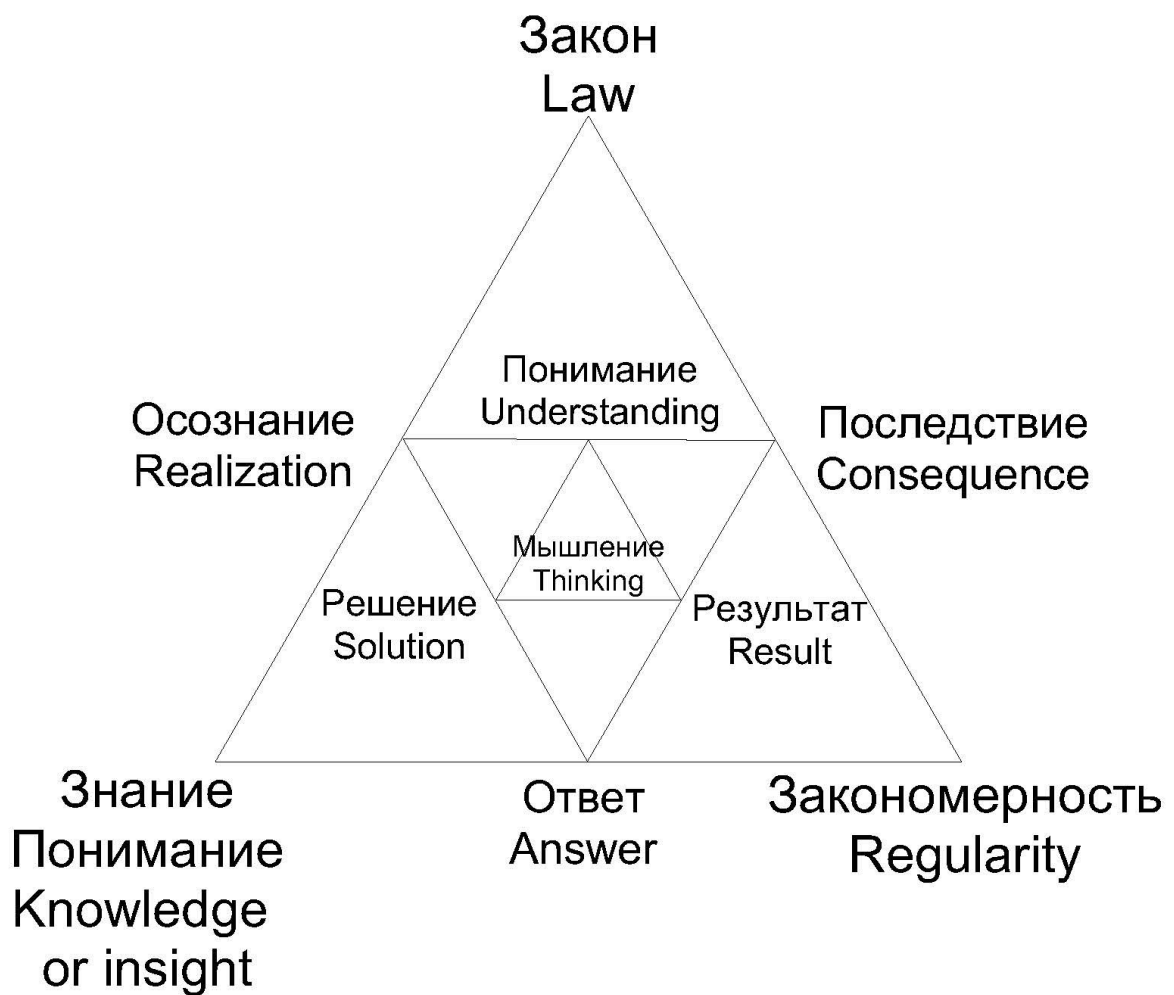 Закон
Law
Понимание
Understanding
Осознание
Realization
Последствие
Consequence
Мышление
Thinking
Решение
Solution
Результат
Result
Знание
Понимание
Knowledge
or insight
Ответ
Answer
Закономерность
Regularity